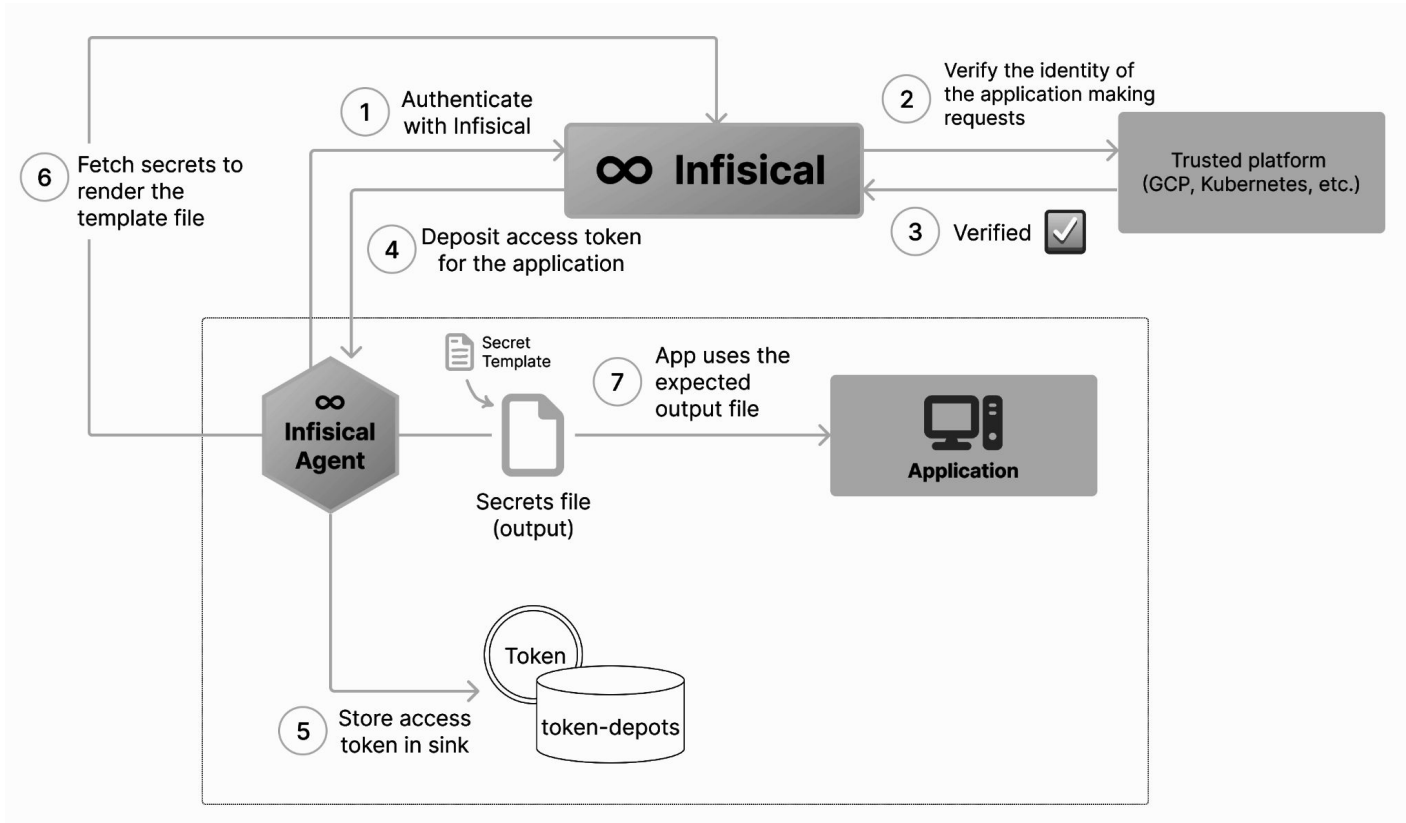 1
Authenticate
with Infisical
2
Verify the identity of
the application making
requests
Infisical
Trusted platform
(GCP, Kubernetes, etc.)
6
Fetch secrets to
render the
template file
3
Verified
4
Deposit access token
for the application
Secret
Template
7
App uses the
expected
output file
Infisical
Agent
Application
Secrets file
(output)
Token
token-depots
5
Store access
token in sink